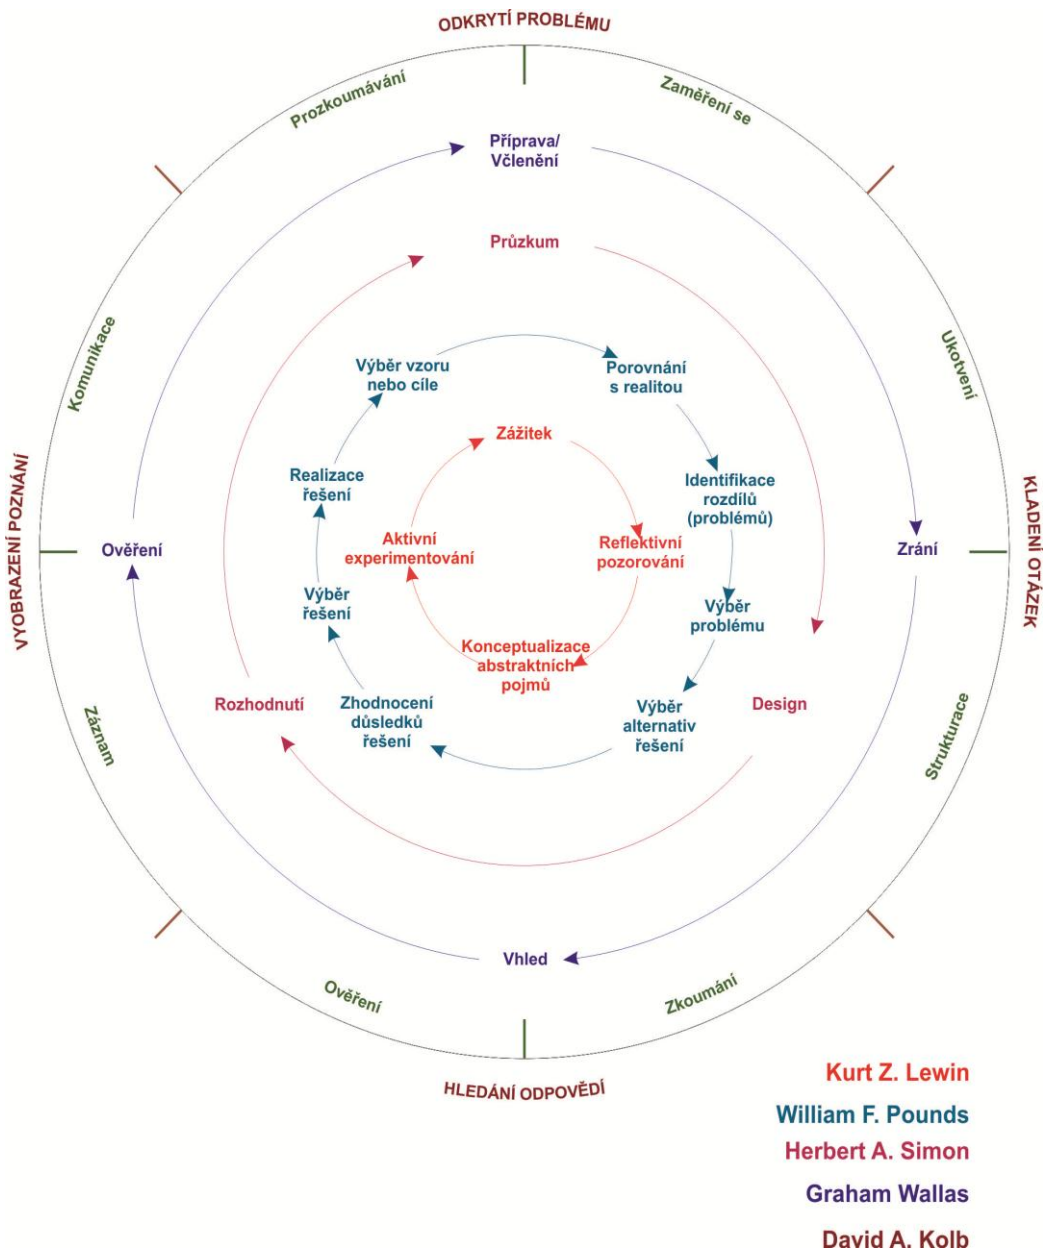 ODKRYTÍ PROBLÉMU
Prozkoumávání
Zaměření se
Příprava/
Včlenění
Průzkum
Komunikace
Ukotvení
Výběr vzoru
nebo cíle
Porovnání
s realitou
Zážitek
Realizace
řešení
Identifikace
rozdílů
(problémů)
VYOBRAZENÍ POZNÁNÍ
Ověření
Aktivní
experimentování
Reflektivní
pozorování
Zrání
KLADENÍ OTÁZEK
Výběr
řešení
Výběr
problému
Konceptualizace
abstraktních
pojmů
Rozhodnutí
Zhodnocení
důsledků
řešení
Výběr
alternativ
řešení
Design
Záznam
Strukturace
Vhled
Ověření
Zkoumání
HLEDÁNÍ ODPOVĚDÍ
Kurt Z. Lewin
William F. Pounds
Herbert A. Simon
Graham Wallas
David A. Kolb